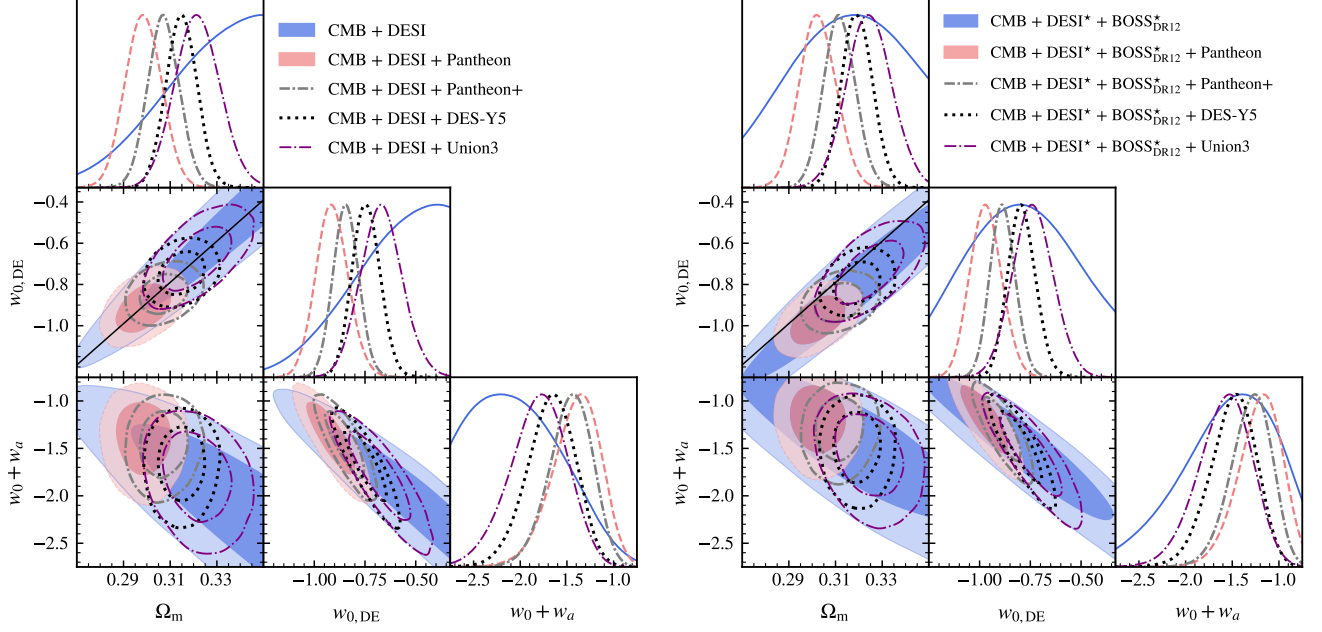 CMB + DESI
CMB + DESI + Pantheon
CMB + DESI + Pantheon+
CMB + DESI + DES-Y5
CMB + DESI + Union3
−0.4
−0.6
−0.8
−1.0
w₀,DE
−1.0
−1.5
−2.0
−2.5
w₀ + wₐ
0.29 0.31 0.33
Ωₘ
−1.00 −0.75 −0.50
w₀,DE
−2.5 −2.0 −1.5 −1.0
w₀ + wₐ
CMB + DESI★ + BOSS★DR12
CMB + DESI★ + BOSS★DR12 + Pantheon
CMB + DESI★ + BOSS★DR12 + Pantheon+
CMB + DESI★ + BOSS★DR12 + DES-Y5
CMB + DESI★ + BOSS★DR12 + Union3
−0.4
−0.6
−0.8
−1.0
w₀,DE
−1.0
−1.5
−2.0
−2.5
w₀ + wₐ
0.29 0.31 0.33
Ωₘ
−1.00 −0.75 −0.50
w₀,DE
−2.5 −2.0 −1.5 −1.0
w₀ + wₐ